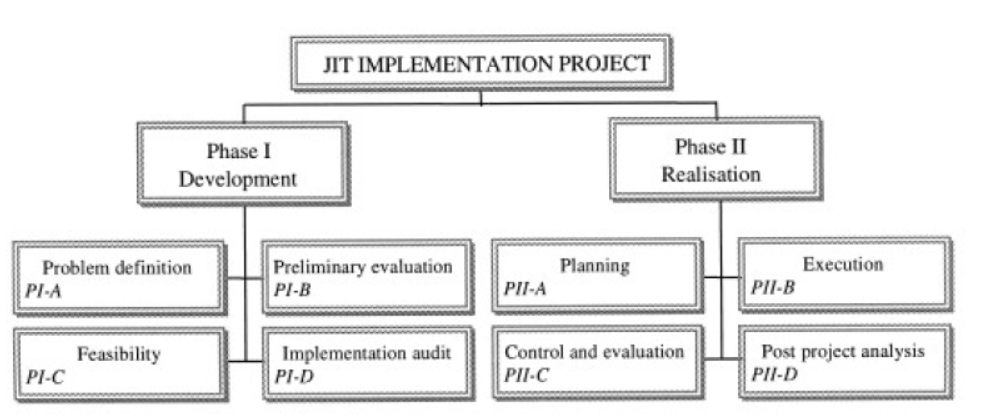 JIT IMPLEMENTATION PROJECT
Phase I
Development
Phase II
Realisation
Problem definition
PI-A
Preliminary evaluation
PI-B
Planning
PII-A
Execution
PII-B
Feasibility
PI-C
Implementation audit
PI-D
Control and evaluation
PII-C
Post project analysis
PII-D